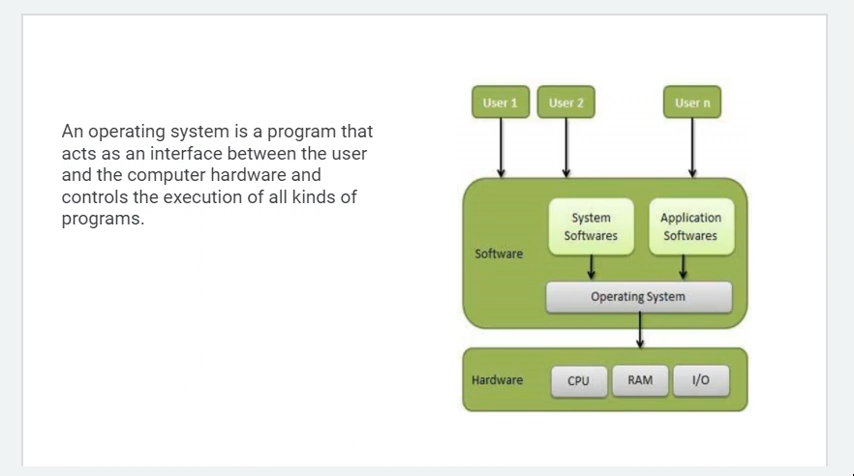 An operating system is a program that
acts as an interface between the user
and the computer hardware and
controls the execution of all kinds of
programs.
User 1
User 2
User n
Software
System
Softwares
Application
Softwares
Operating System
Hardware
CPU
RAM
I/O